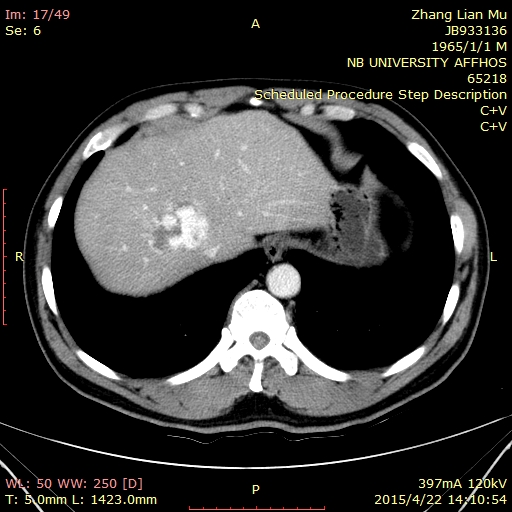 Im: 17/49
Se: 6
A
Zhang Lian Mu
JB933136
1965/1/1 M
NB UNIVERSITY AFFHOS
65218
Scheduled Procedure Step Description
C+V
C+V
R
L
WL: 50 WW: 250 [D]
T: 5.0mm L: 1423.0mm
P
397mA 120kV
2015/4/22 14:10:54